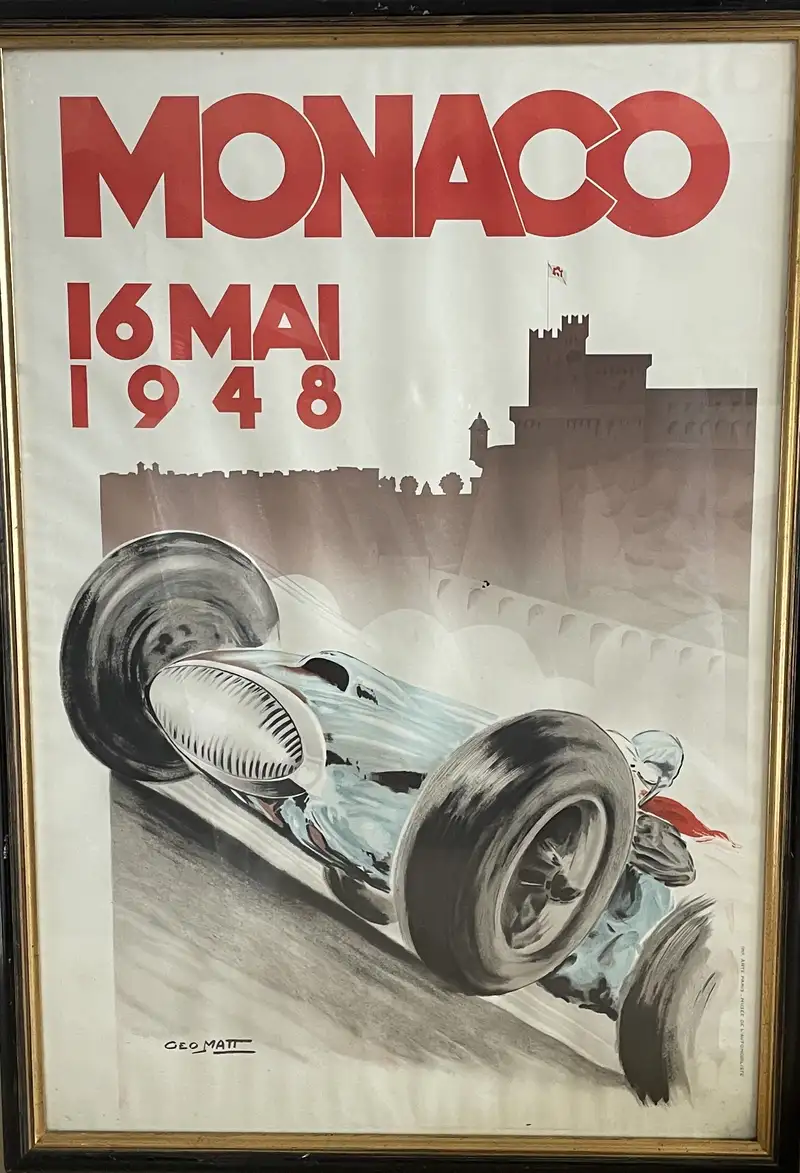 MONACO
16 MAI
1948
GEO MATT